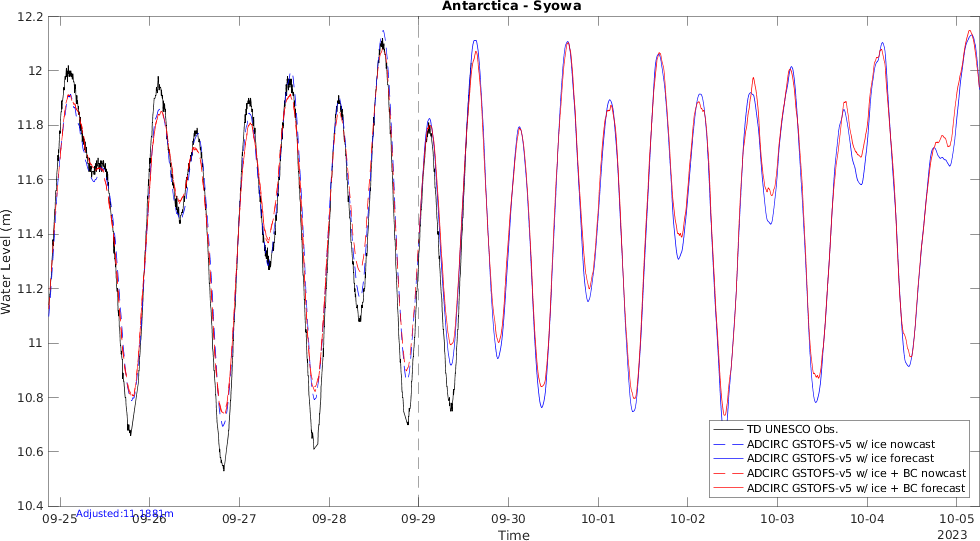 Antarctica - Syowa
Water Level (m)
12.2
12
11.8
11.6
11.4
11.2
11
10.8
10.6
10.4
TD UNESCO Obs.
ADCIRC GSTOFS-v5 w/ ice nowcast
ADCIRC GSTOFS-v5 w/ ice forecast
ADCIRC GSTOFS-v5 w/ ice + BC nowcast
ADCIRC GSTOFS-v5 w/ ice + BC forecast
Adjusted:11.1881m
09-25 09-26 09-27 09-28 09-29 09-30 10-01 10-02 10-03 10-04 10-05
Time
2023